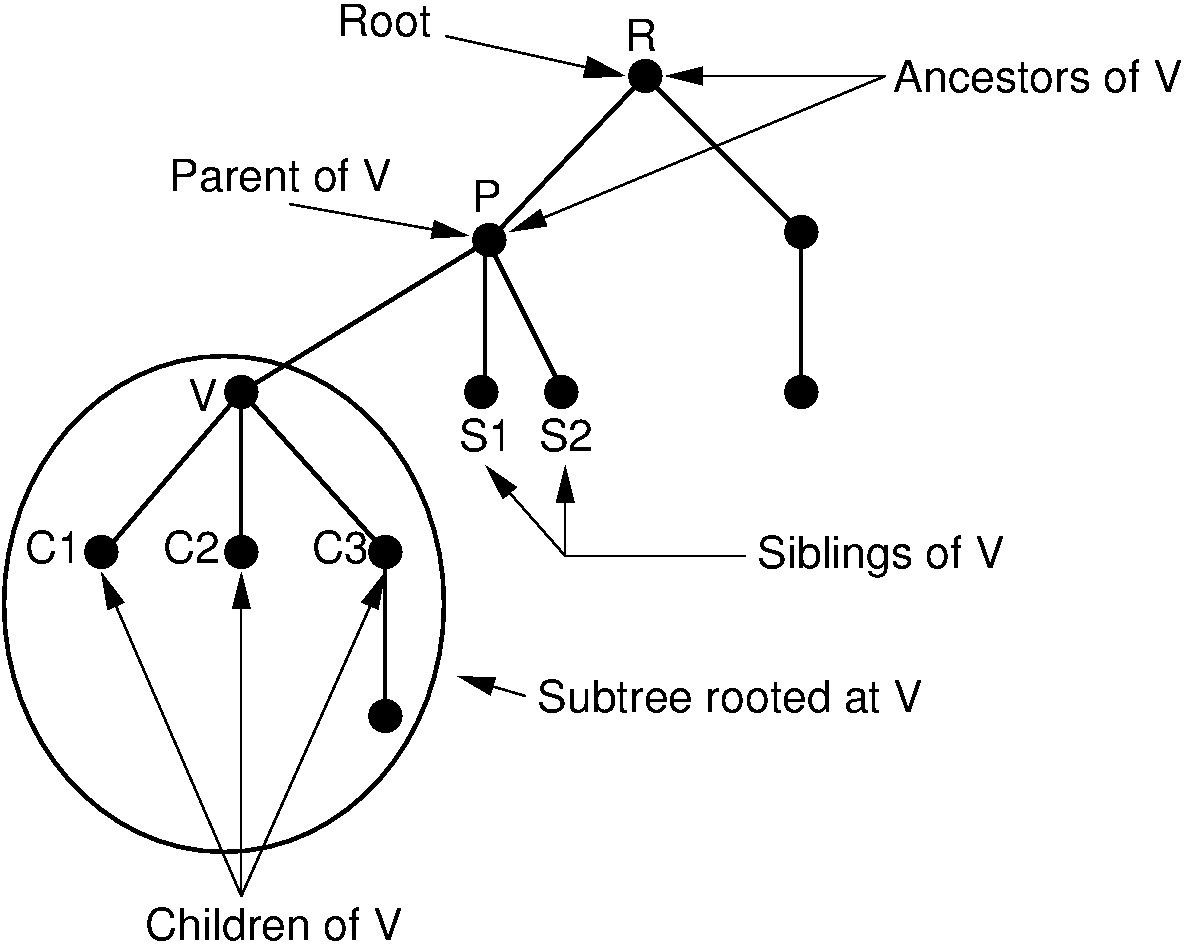 Root
R
Ancestors of V
Parent of V
P
V
S1
S2
C1
C2
C3
Siblings of V
Subtree rooted at V
Children of V